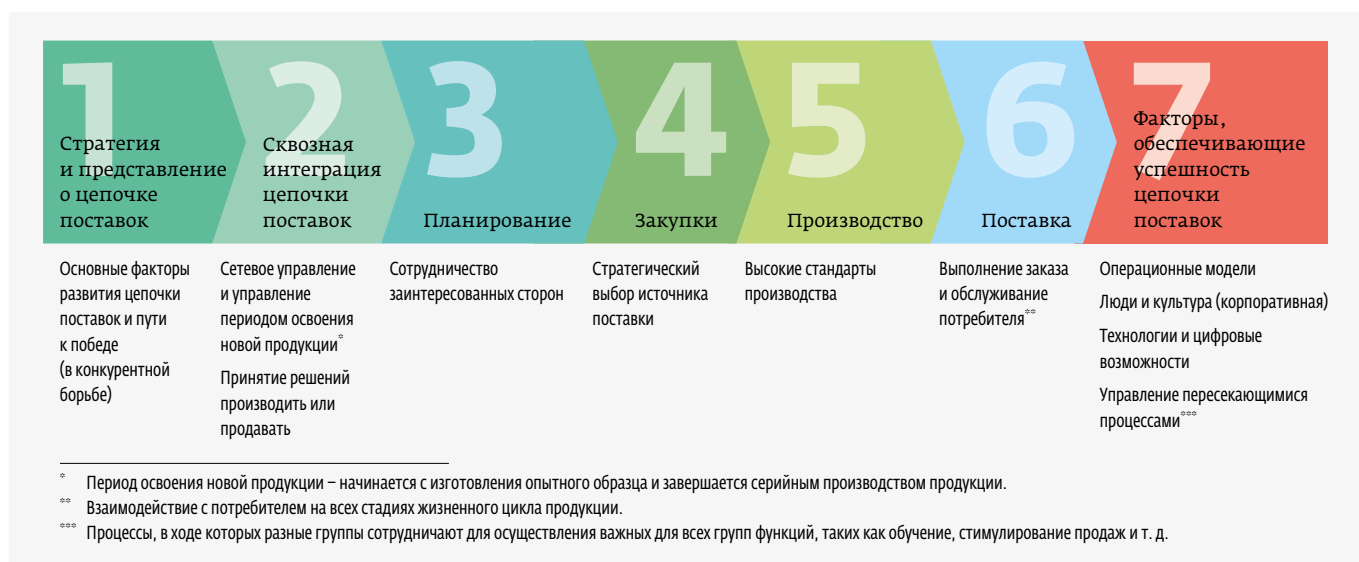 1
Стратегия
и представление
о цепочке
поставок
2
Сквозная
интеграция
цепочки
поставок
3
Планирование
4
Закупки
5
Производство
6
Поставка
7
Факторы,
обеспечивающие
успешность
цепочки
поставок
Основные факторы
развития цепочки
поставок и пути
к победе
(в конкурентной
борьбе)
Сетевое управление
и управление
периодом освоения
новой продукции*
Принятие решений
производить или
продавать
Сотрудничество
заинтересованных сторон
Стратегический
выбор источника
поставки
Высокие стандарты
производства
Выполнение заказа
и обслуживание
потребителя**
Операционные модели
Люди и культура (корпоративная)
Технологии и цифровые
возможности
Управление пересекающимися
процессами***
* Период освоения новой продукции – начинается с изготовления опытного образца и завершается серийным производством продукции.
** Взаимодействие с потребителем на всех стадиях жизненного цикла продукции.
*** Процессы, в ходе которых разные группы сотрудничают для осуществления важных для всех групп функций, таких как обучение, стимулирование продаж и т. д.